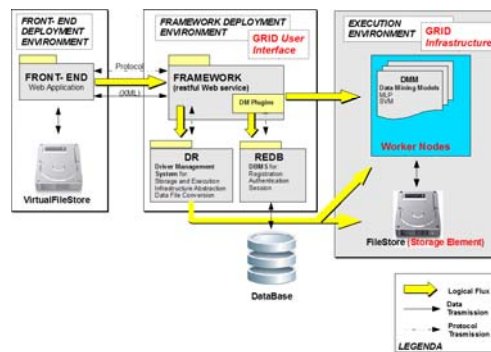 FRONT- END
DEPLOYMENT
ENVIRONMENT
FRONT- END
Web Application
VirtualFileStore
Protocol
(XML)
FRAMEWORK DEPLOYMENT
ENVIRONMENT
GRID User
Interface
FRAMEWORK
(restful Web service)
DM Plugins
DR
Driver Management
System for
Storage and Execution
Infrastructure Abstraction
Data File Conversion
REDB
DBMS for
Registration
Authentication
Session
DataBase
EXECUTION
ENVIRONMENT
GRID
Infrastructure
DMM
Data Mining Models
MLP
SVM
Worker Nodes
FileStore (Storage Element)
Logical Flux
Data
Trasmission
Protocol
Trasmission
LEGENDA